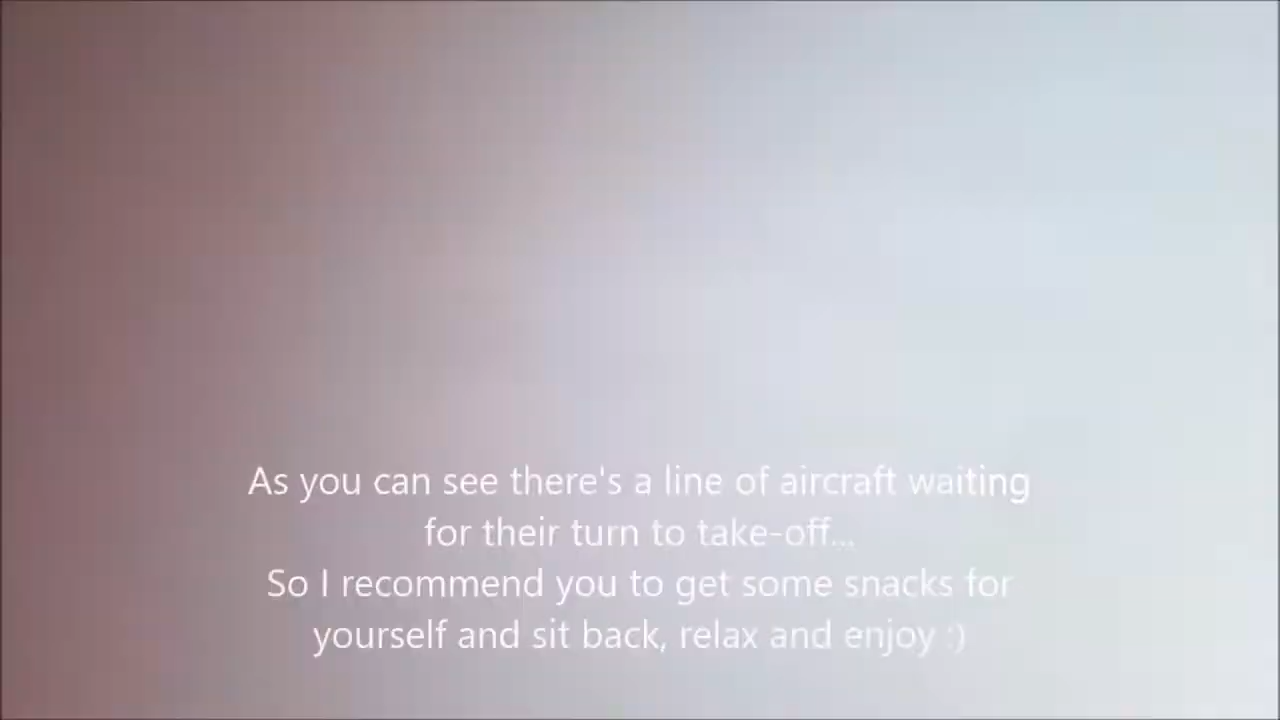 As you can see there's a line of aircraft waiting
for their turn to take-off...
So I recommend you to get some snacks for
yourself and sit back, relax and enjoy :)